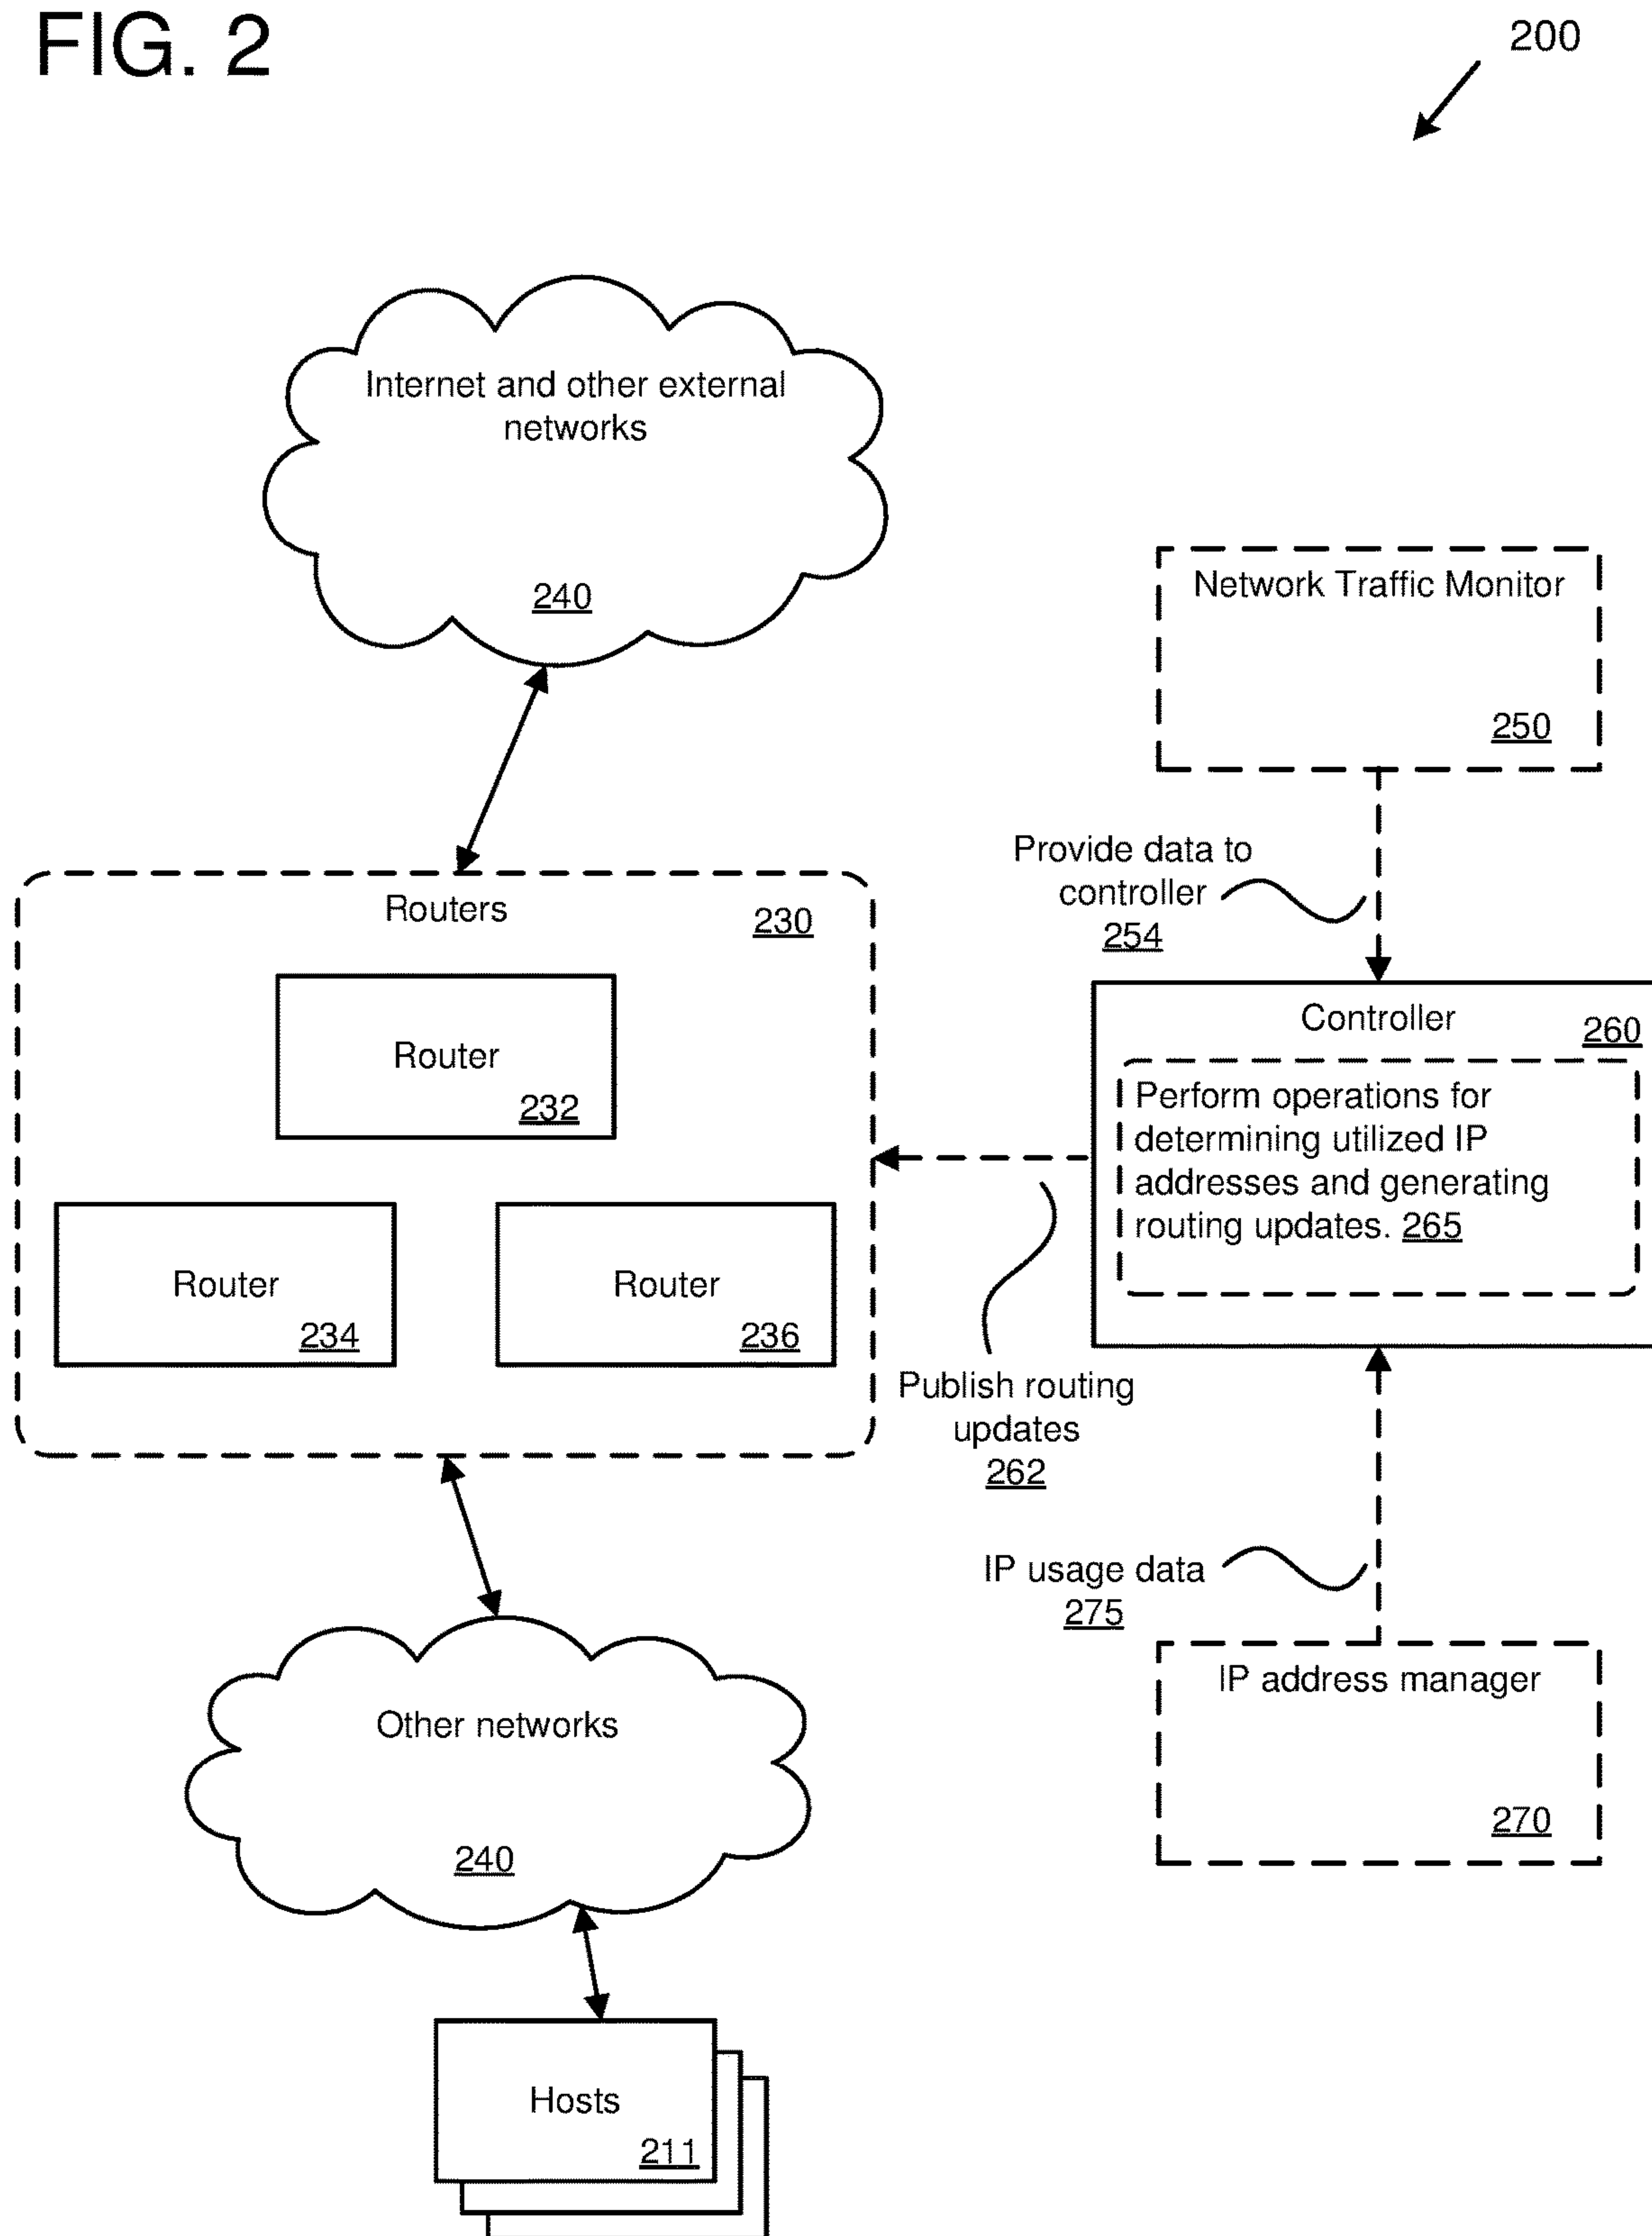 FIG. 2
200
Internet and other external
networks
240
Network Traffic Monitor
250
Provide data to
controller
254
Routers
230
Router
232
Router
234
Router
236
Controller
260
Perform operations for
determining utilized IP
addresses and generating
routing updates. 265
Publish routing
updates
262
IP usage data
275
IP address manager
270
Other networks
240
Hosts
211